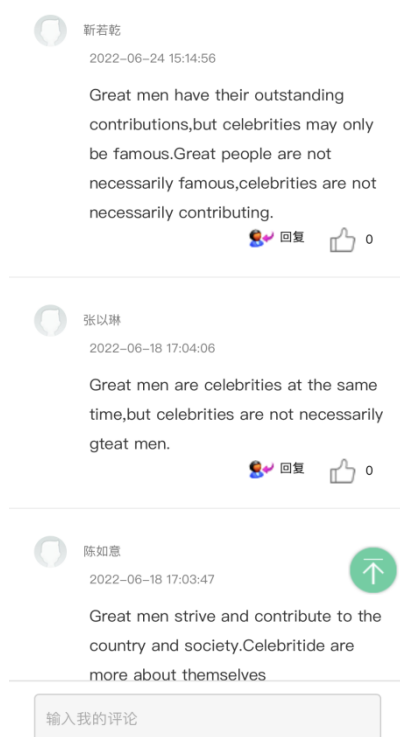 靳若乾
2022-06-24 15:14:56
Great men have their outstanding
contributions,but celebrities may only
be famous.Great people are not
necessarily famous,celebrities are not
necessarily contributing.
回复 0
张以琳
2022-06-18 17:04:06
Great men are celebrities at the same
time,but celebrities are not necessarily
gteat men.
回复 0
陈如意
2022-06-18 17:03:47
Great men strive and contribute to the
country and society.Celebritide are
more about themselves
输入我的评论